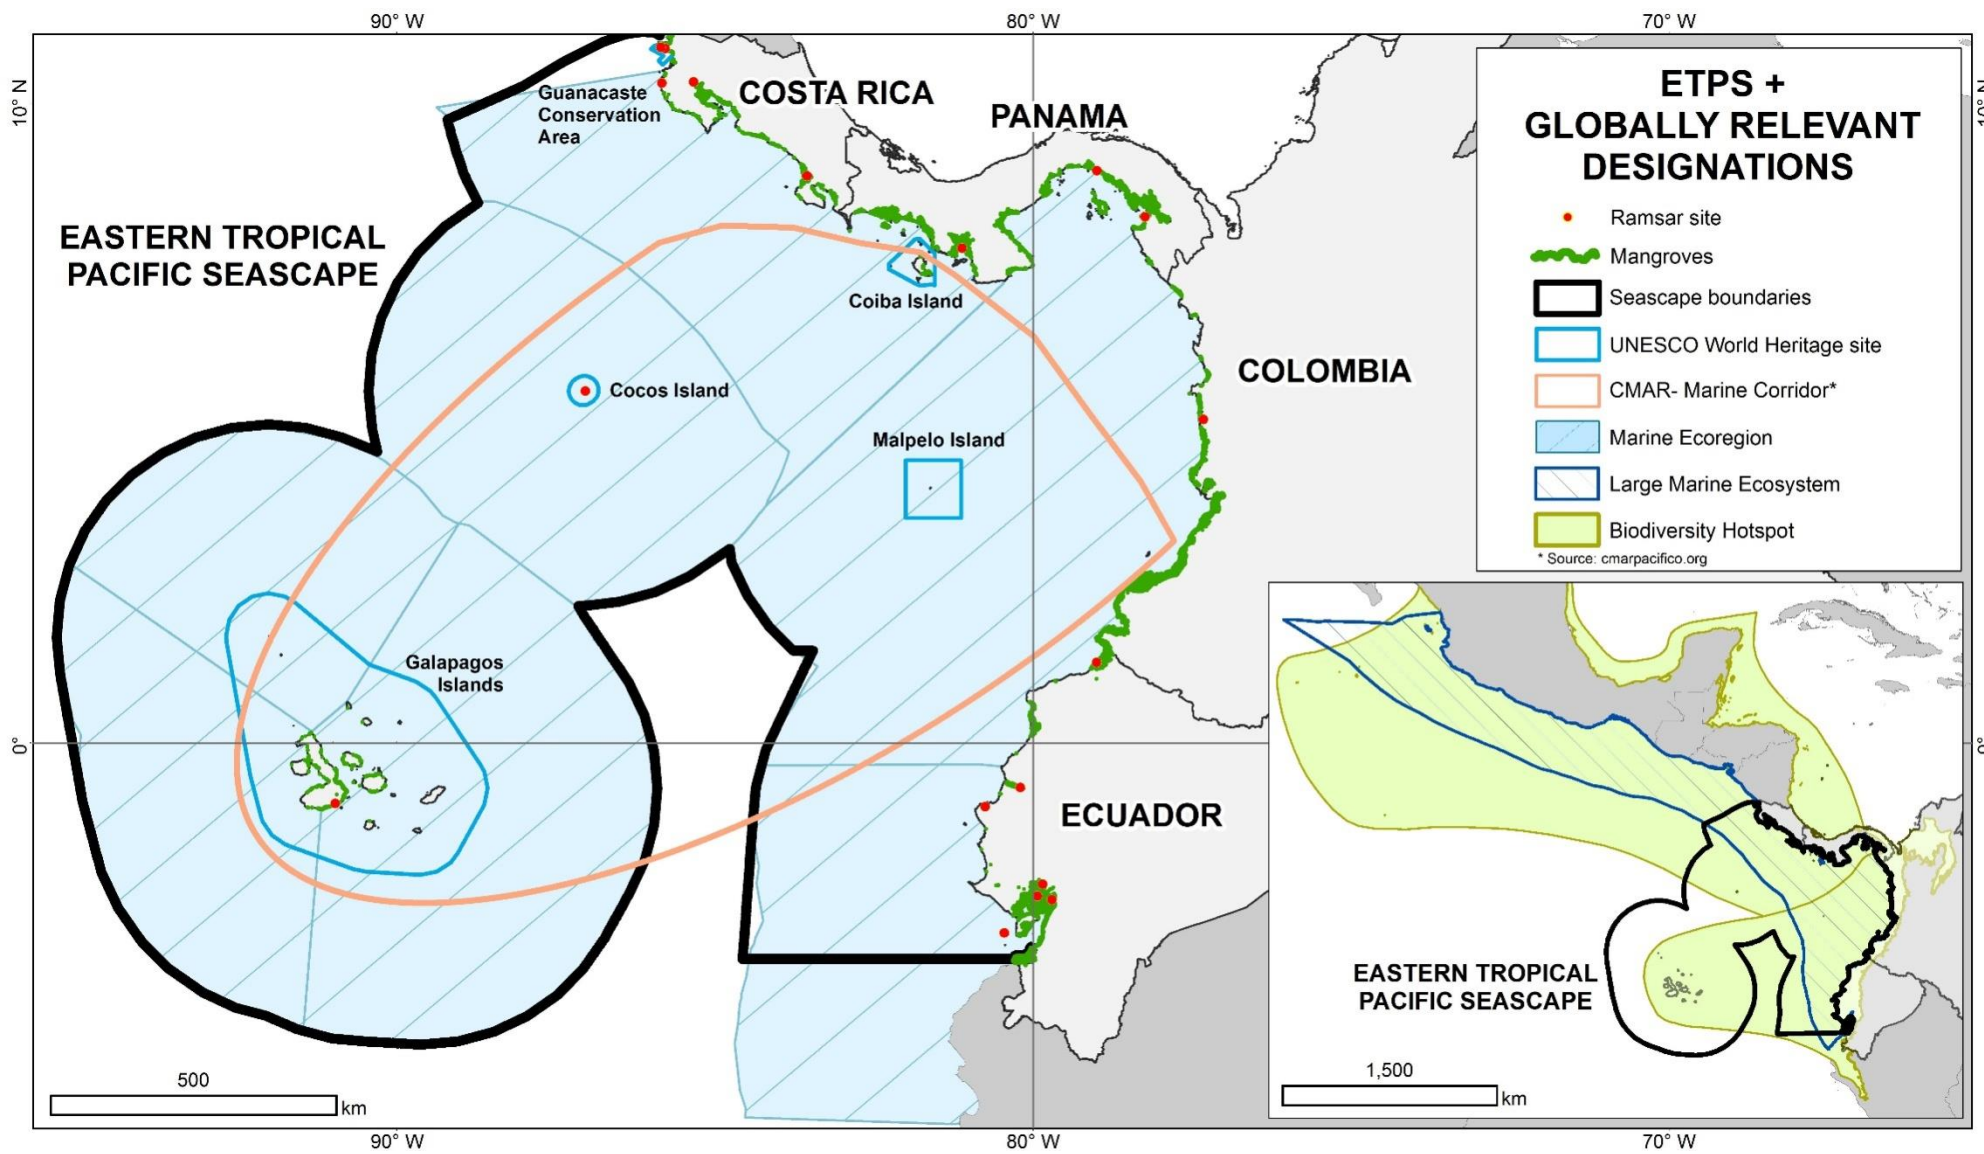 90° W
80° W
70° W
10° N
10° N
COSTA RICA
PANAMA
Guanacaste
Conservation
Area
EASTERN TROPICAL
PACIFIC SEASCAPE
Coiba Island
COLOMBIA
Cocos Island
Malpelo Island
Galapagos
Islands
0°
0°
ECUADOR
500
km
ETPS +
GLOBALLY RELEVANT
DESIGNATIONS
Ramsar site
Mangroves
Seascape boundaries
UNESCO World Heritage site
CMAR- Marine Corridor*
Marine Ecoregion
Large Marine Ecosystem
Biodiversity Hotspot
* Source: cmarpacifico.org
EASTERN TROPICAL
PACIFIC SEASCAPE
1,500
km
90° W
80° W
70° W